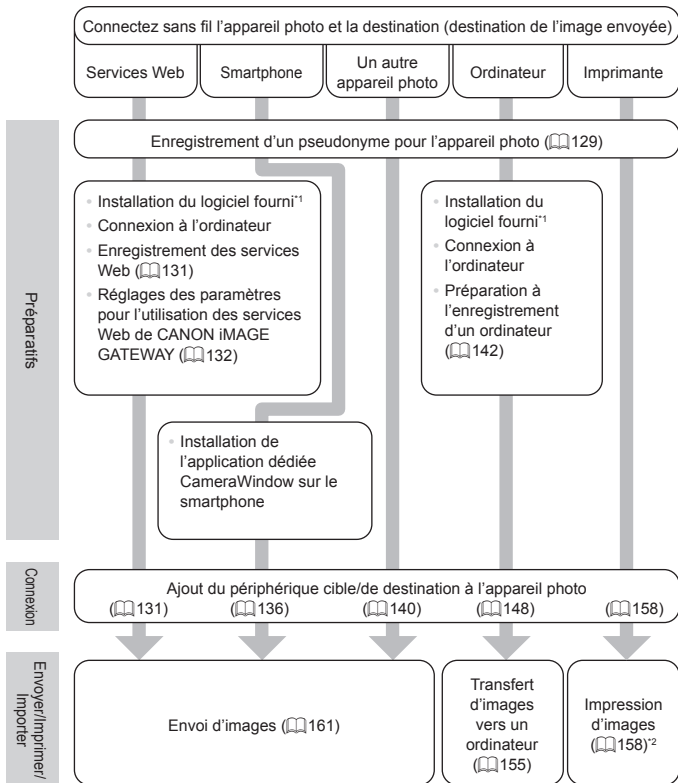 Connectez sans fil l'appareil photo et la destination (destination de l'image envoyée)
Services Web
Smartphone
Un autre
appareil photo
Ordinateur
Imprimante
Préparatifs
Enregistrement d'un pseudonyme pour l'appareil photo (129)
• Installation du logiciel fourni*1
• Connexion à l'ordinateur
• Enregistrement des services
Web (131)
• Réglages des paramètres
pour l'utilisation des services
Web de CANON iMAGE
GATEWAY (132)
• Installation du
logiciel fourni*1
• Connexion à
l'ordinateur
• Préparation à
l'enregistrement
d'un ordinateur
(142)
• Installation de
l'application dédiée
CameraWindow sur le
smartphone
Connexion
Ajout du périphérique cible/de destination à l'appareil photo
(131)
(136)
(140)
(148)
(158)
Envoyer/Imprimer/
Importer
Envoi d'images (161)
Transfert
d'images
vers un
ordinateur
(155)
Impression
d'images
(158)*2